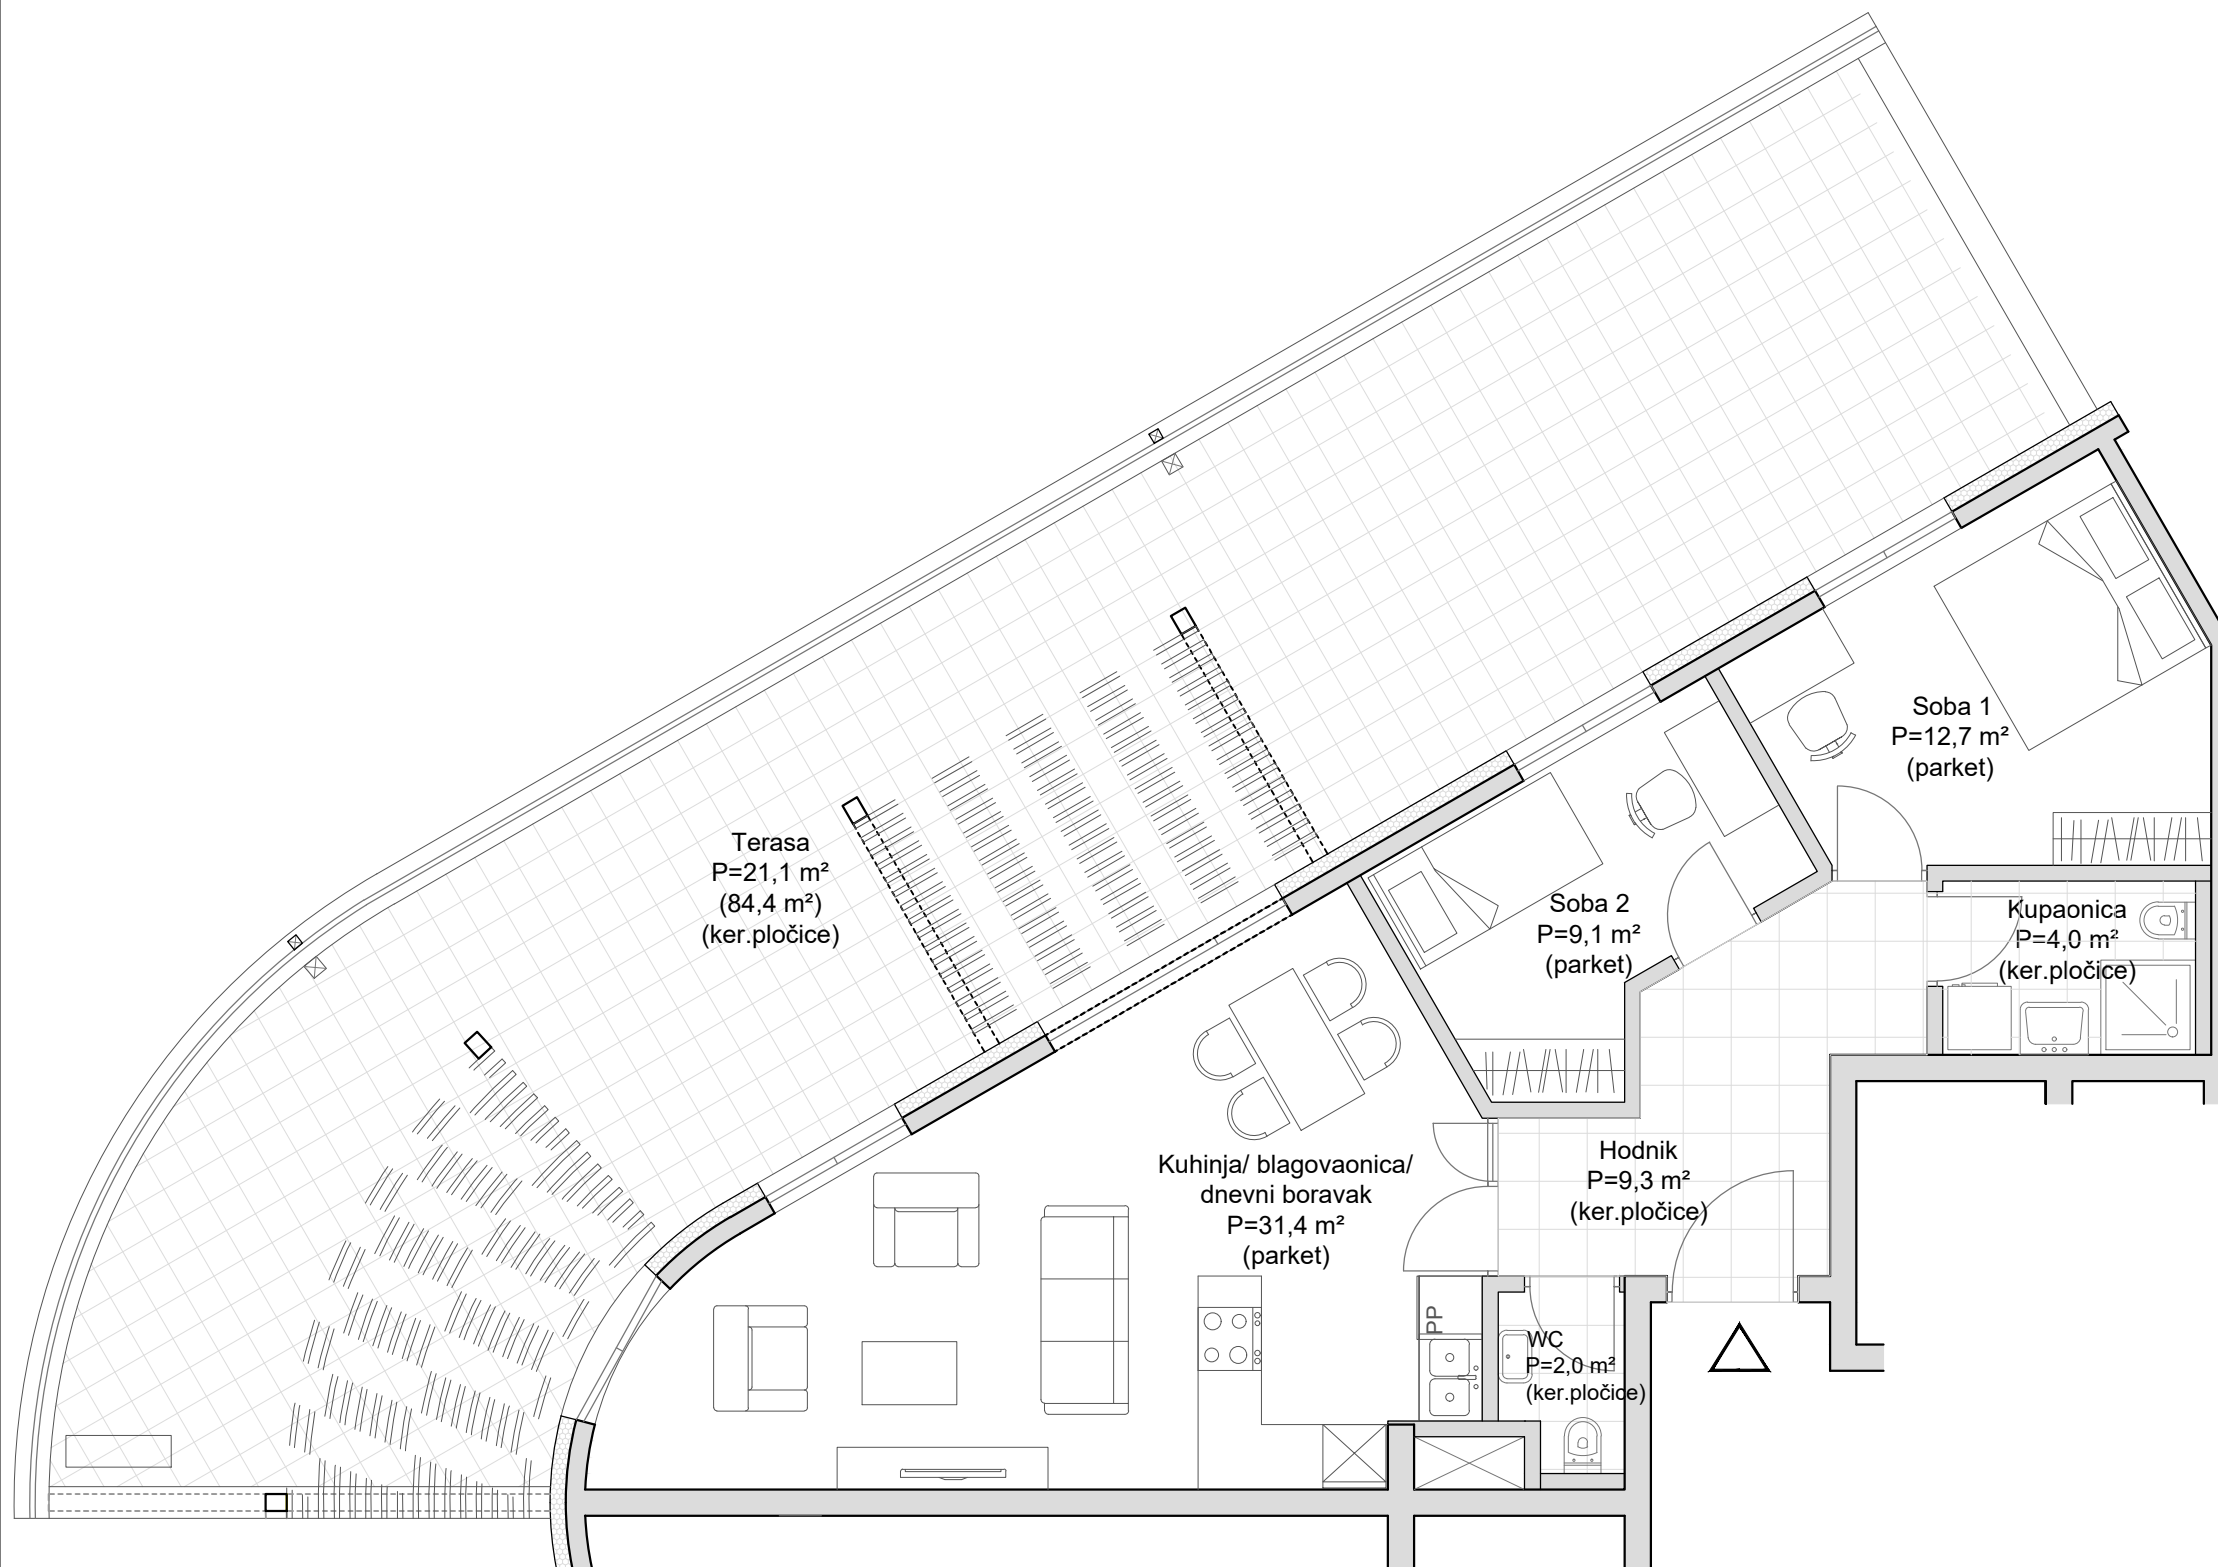 Soba 1
P=12,7 m²
(parket)
Terasa
P=21,1 m²
(84,4 m²)
(ker.pločice)
Soba 2
P=9,1 m²
(parket)
Kupaonica
P=4,0 m²
(ker.pločice)
Kuhinja/ blagovaonica/
dnevni boravak
P=31,4 m²
(parket)
Hodnik
P=9,3 m²
(ker.pločice)
PP
WC
P=2,0 m²
(ker.pločice)